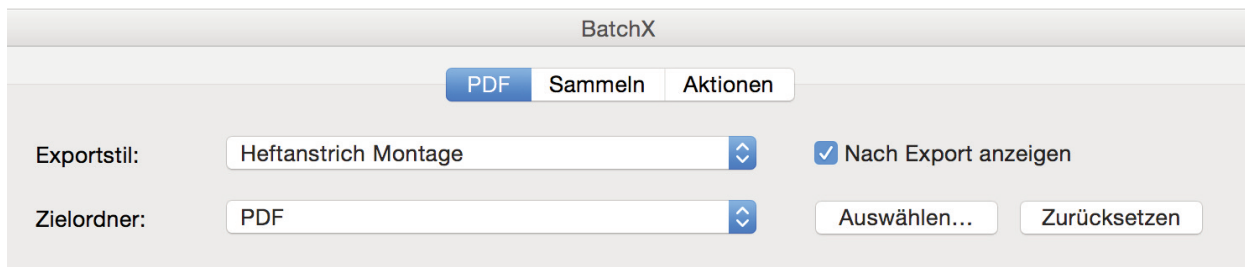 BatchX
PDF Sammeln Aktionen
Exportstil: Heftanstrich Montage Nach Export anzeigen
Zielordner: PDF Auswählen... Zurücksetzen